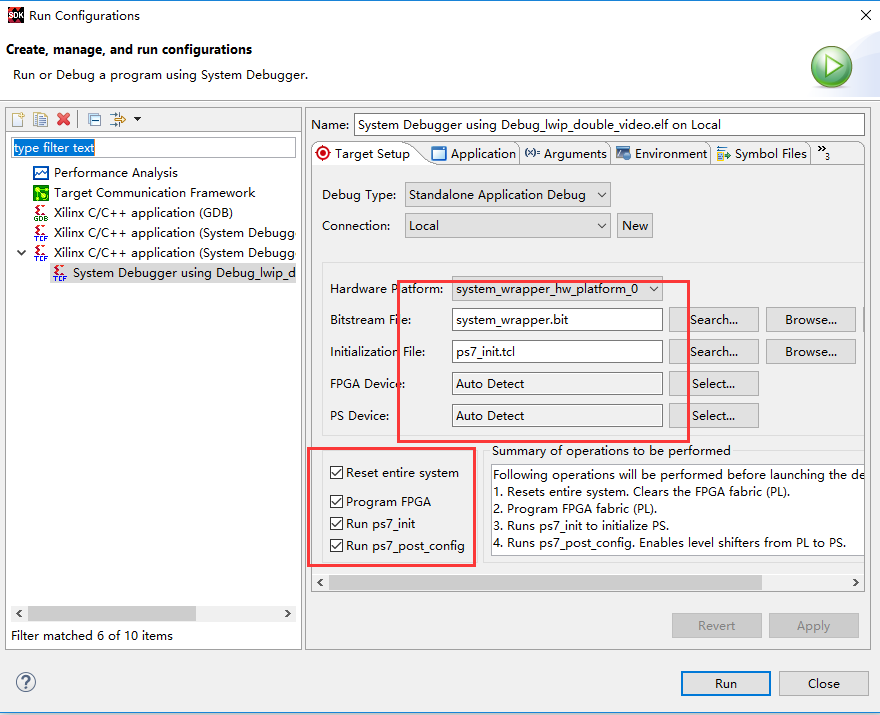 SDK Run Configurations
Create, manage, and run configurations
Run or Debug a program using System Debugger.
type filter text
Performance Analysis
Target Communication Framework
GDB Xilinx C/C++ application (GDB)
TCF Xilinx C/C++ application (System Debugg
TCF Xilinx C/C++ application (System Debugg
TCF System Debugger using Debug_lwip_d
Filter matched 6 of 10 items
Name: System Debugger using Debug_lwip_double_video.elf on Local
Target Setup Application (x)= Arguments Environment Symbol Files »3
Debug Type: Standalone Application Debug
Connection: Local New
Hardware Platform: system_wrapper_hw_platform_0
Bitstream File: system_wrapper.bit Search... Browse...
Initialization File: ps7_init.tcl Search... Browse...
FPGA Device: Auto Detect Select...
PS Device: Auto Detect Select...
Reset entire system
Program FPGA
Run ps7_init
Run ps7_post_config
Summary of operations to be performed
Following operations will be performed before launching the de
1. Resets entire system. Clears the FPGA fabric (PL).
2. Program FPGA fabric (PL).
3. Runs ps7_init to initialize PS.
4. Runs ps7_post_config. Enables level shifters from PL to PS.
Revert Apply
? Run Close